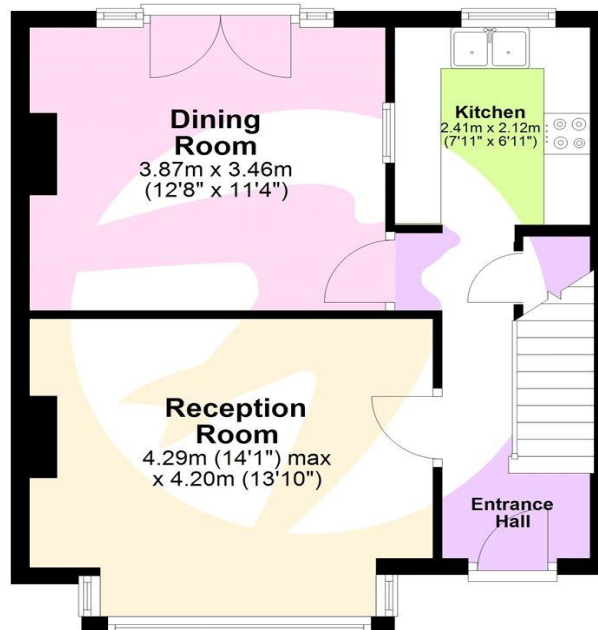 Dining
Room
3.87m x 3.46m
(12'8" x 11'4")
Kitchen
2.41m x 2.12m
(7'11" x 6'11")
Reception
Room
4.29m (14'1") max
x 4.20m (13'10")
Entrance
Hall